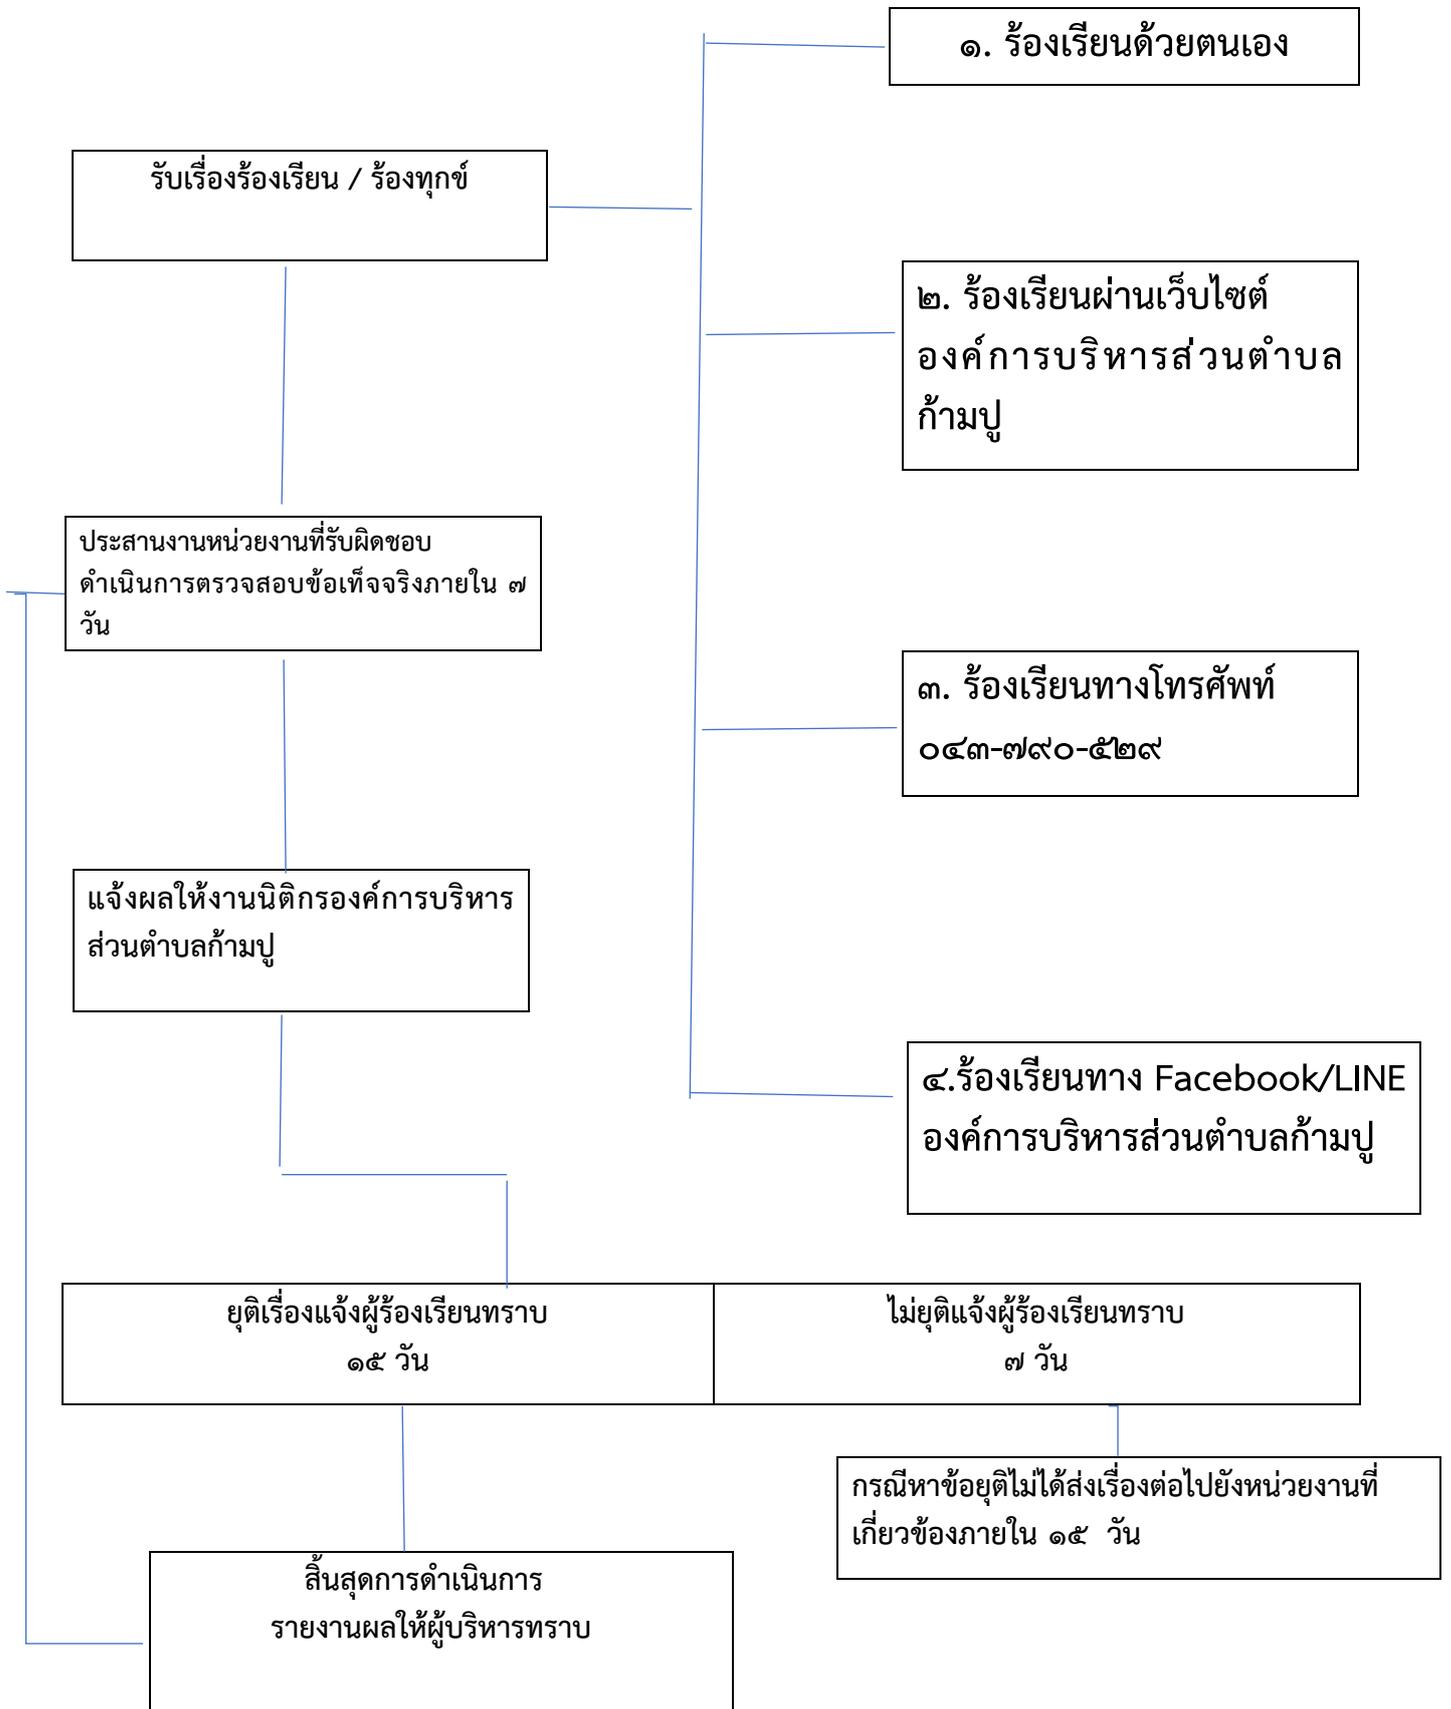 ๑. ร้องเรียนด้วยตนเอง
รับเรื่องร้องเรียน / ร้องทุกข์
๒. ร้องเรียนผ่านเว็บไซต์
องค์การบริหารส่วนตำบล
ก้ามปู
ประสานงานหน่วยงานที่รับผิดชอบ
ดำเนินการตรวจสอบข้อเท็จจริงภายใน ๗
วัน
๓. ร้องเรียนทางโทรศัพท์
๐๔๓-๗๙๐-๕๒๙
แจ้งผลให้งานนิติกรองค์การบริหาร
ส่วนตำบลก้ามปู
๔.ร้องเรียนทาง Facebook/LINE
องค์การบริหารส่วนตำบลก้ามปู
ยุติเรื่องแจ้งผู้ร้องเรียนทราบ
๑๕ วัน
ไม่ยุติแจ้งผู้ร้องเรียนทราบ
๗ วัน
กรณีหาข้อยุติไม่ได้ส่งเรื่องต่อไปยังหน่วยงานที่
เกี่ยวข้องภายใน ๑๕ วัน
สิ้นสุดการดำเนินการ
รายงานผลให้ผู้บริหารทราบ